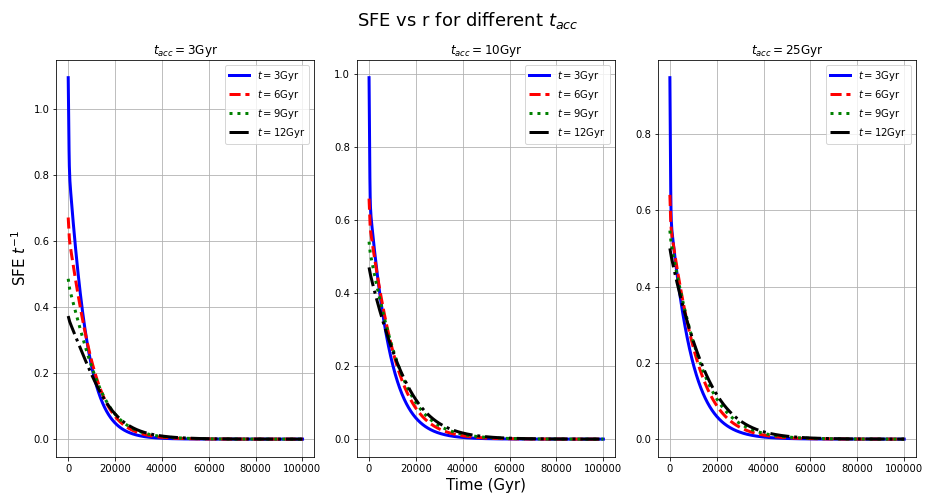 SFE vs r for different t_acc
t_acc = 3Gyr
t = 3Gyr
t = 6Gyr
t = 9Gyr
t = 12Gyr
1.0
0.8
0.6
0.4
0.2
0.0
SFE t⁻¹
0 20000 40000 60000 80000 100000
t_acc = 10Gyr
t = 3Gyr
t = 6Gyr
t = 9Gyr
t = 12Gyr
1.0
0.8
0.6
0.4
0.2
0.0
0 20000 40000 60000 80000 100000
Time (Gyr)
t_acc = 25Gyr
t = 3Gyr
t = 6Gyr
t = 9Gyr
t = 12Gyr
0.8
0.6
0.4
0.2
0.0
0 20000 40000 60000 80000 100000